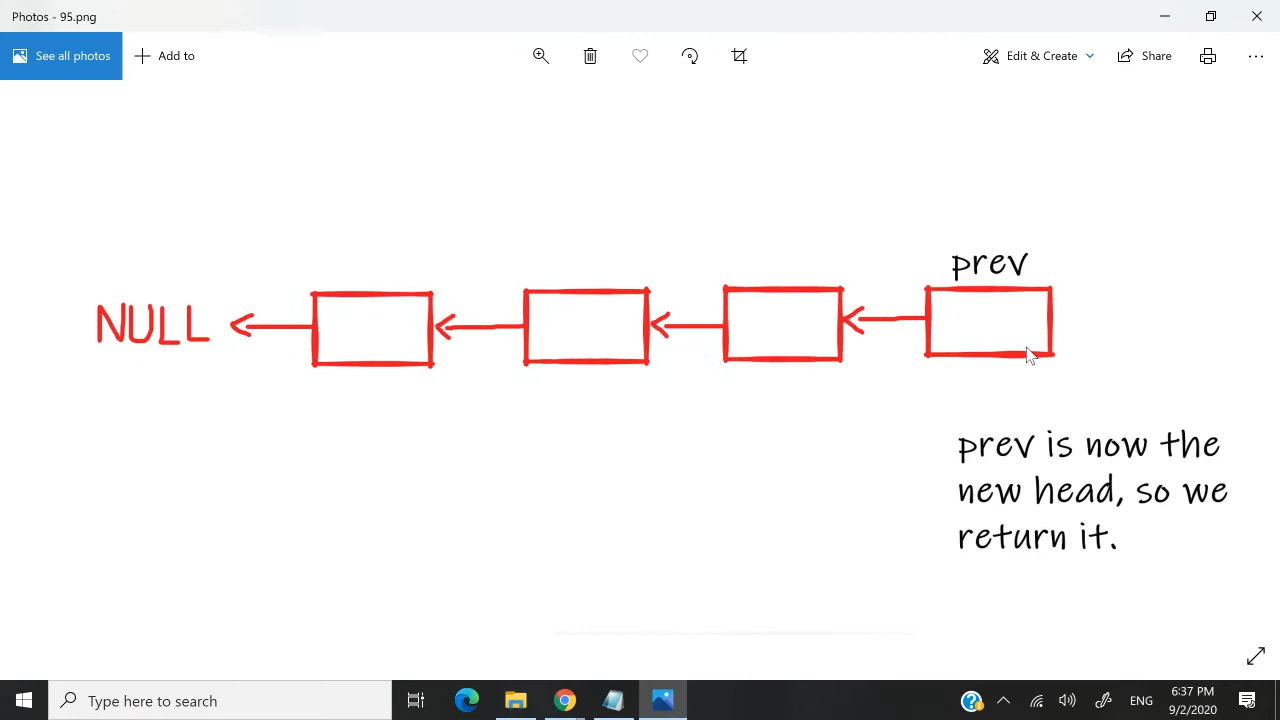 Photos - 95.png
See all photos
Add to
Edit & Create
Share
prev
NULL
prev is now the
new head, so we
return it.
Type here to search
ENG
6:37 PM
9/2/2020